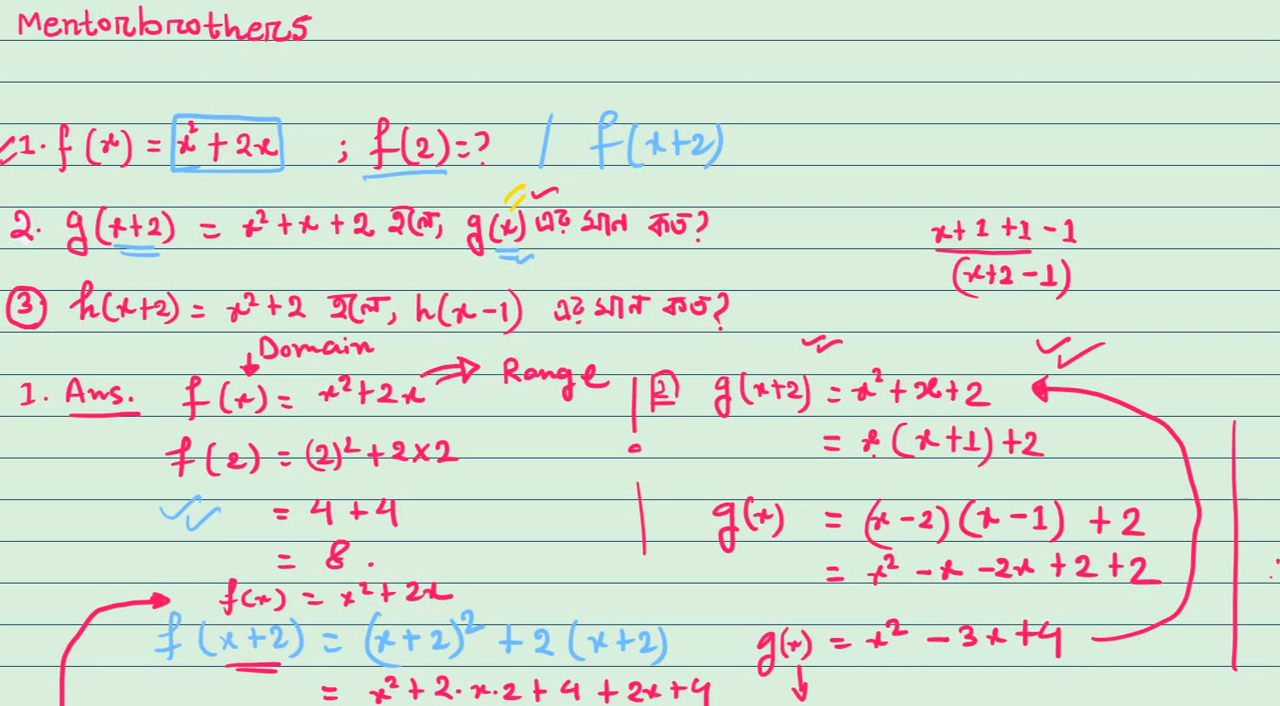 Mentorbrothers
1. f(x) = x² + 2x ; f(2)=? / f(x+2)
2. g(x+2) = x²+x+2 হলে, g(x) এর মান কত?
x+1+1-1
(x+2-1)
③ h(x+2) = x²+2 হলে, h(x-1) এর মান কত?
Domain
1. Ans. f(x) = x²+2x ⇒ Range
f(2) = (2)²+2×2
= 4+4
= 8.
f(x) = x²+2x
f(x+2) = (x+2)² + 2(x+2)
= x²+2·x·2+4+2x+4
2 g(x+2) = x²+x+2
= x(x+1)+2
g(x) = (x-2)(x-1)+2
= x²-x-2x+2+2
g(x) = x²-3x+4